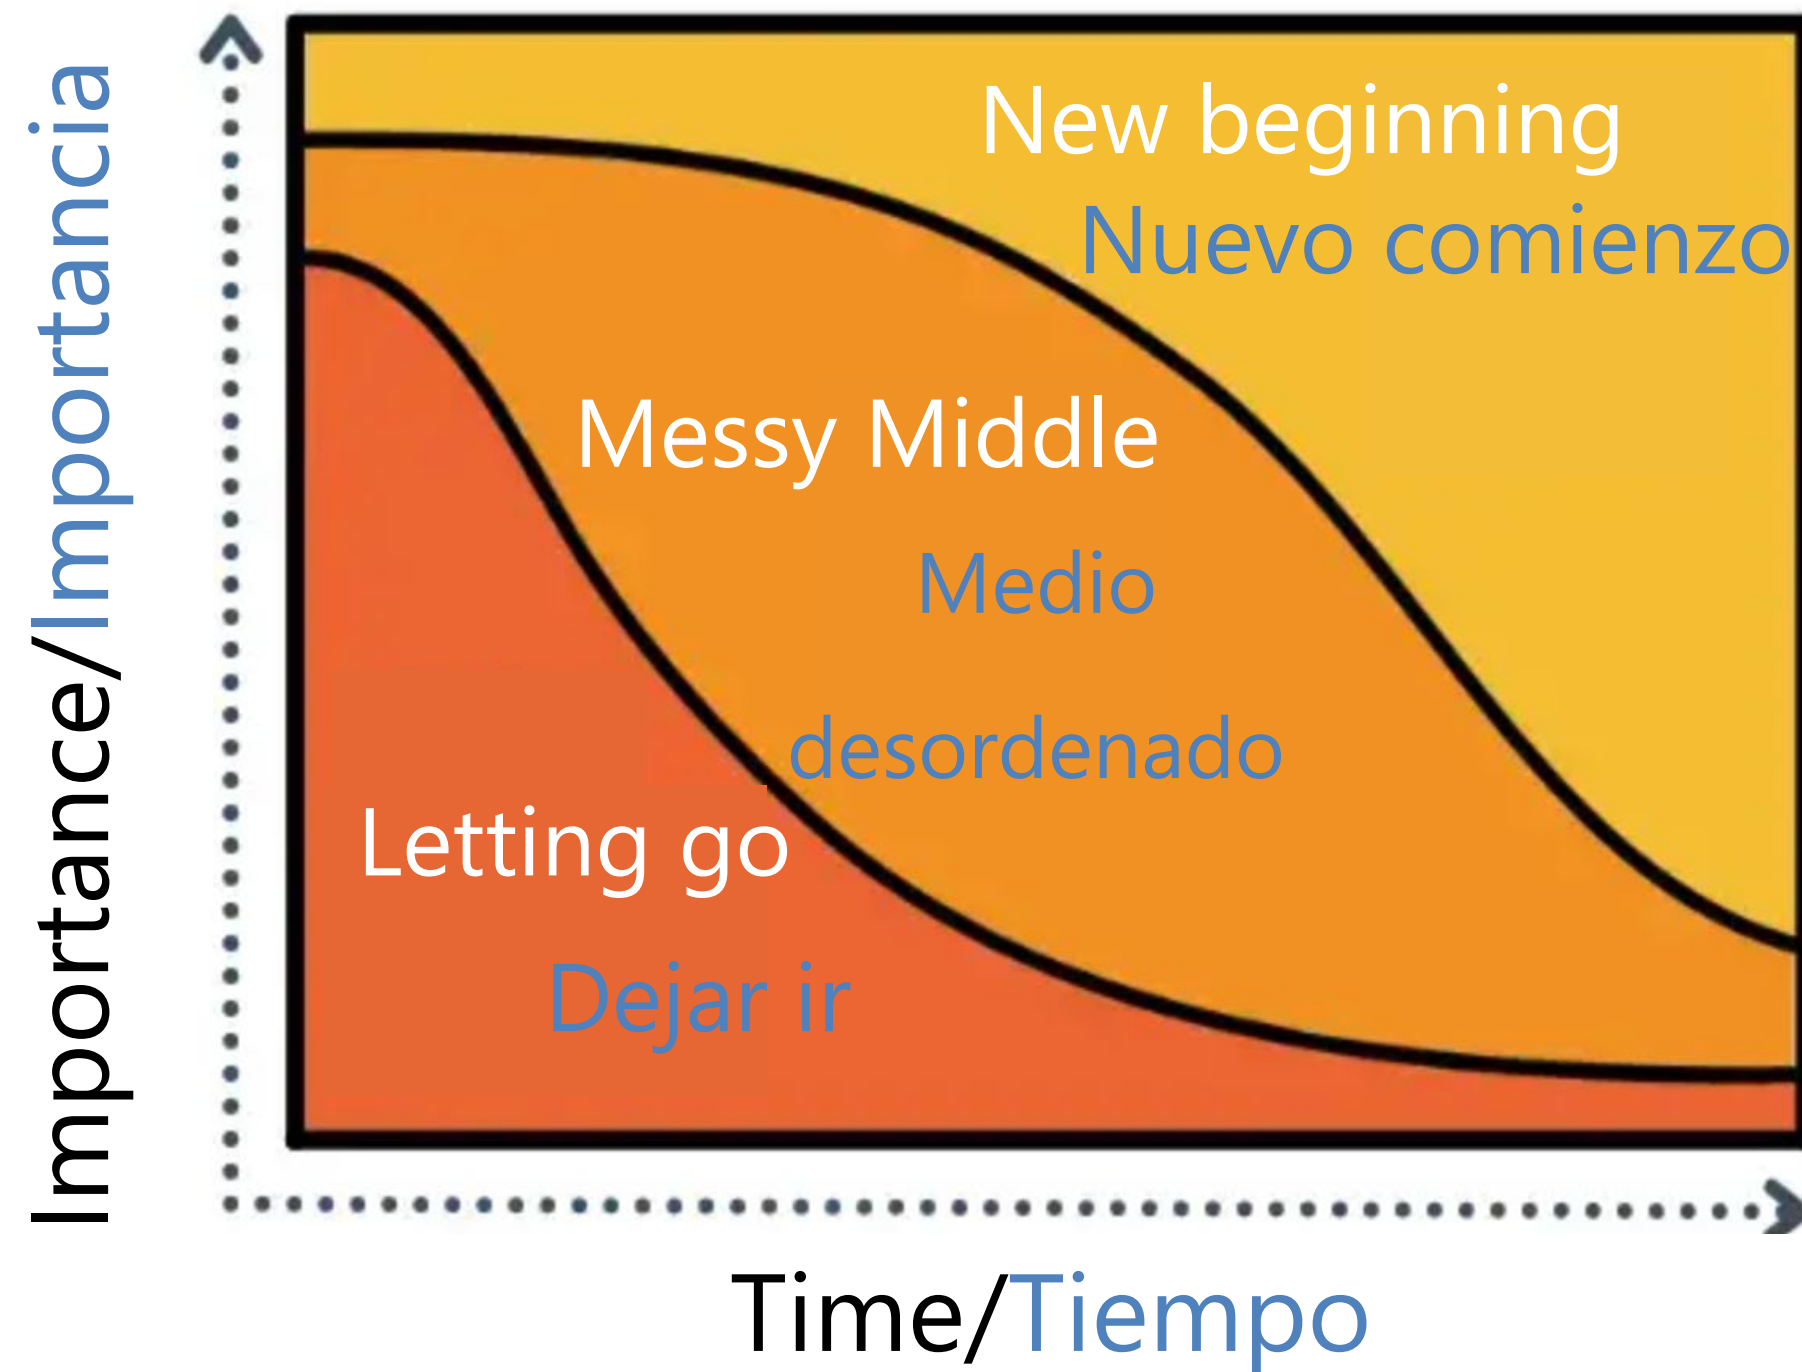 Importance/Importancia
New beginning
Nuevo comienzo
Messy Middle
Medio
desordenado
Letting go
Dejar ir
Time/Tiempo